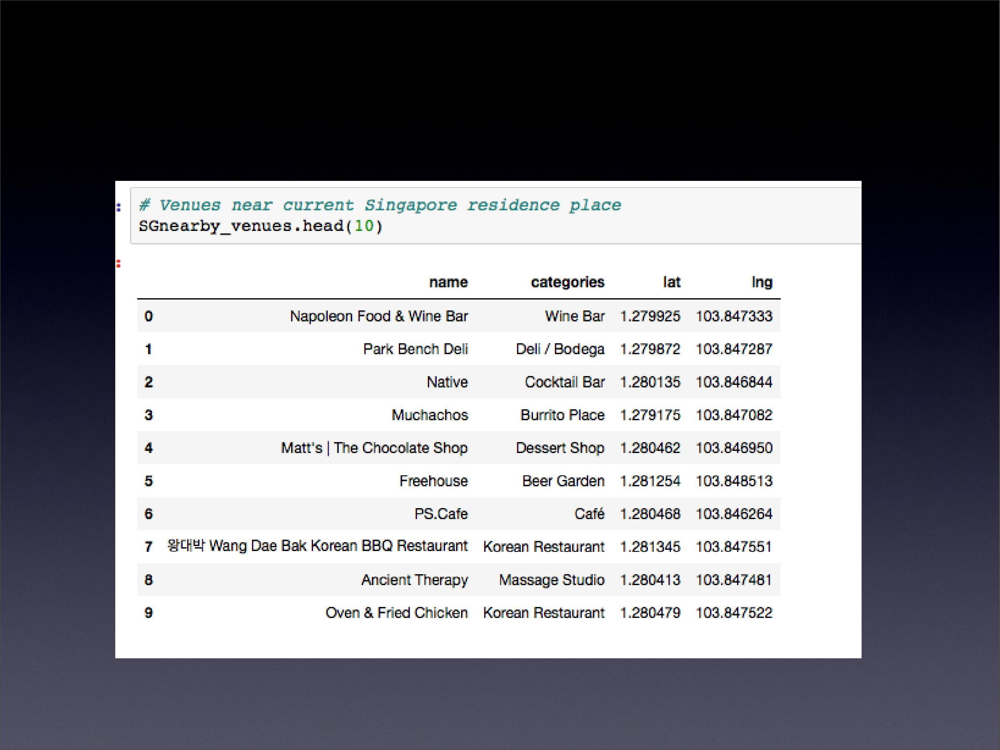 # Venues near current Singapore residence place
SGnearby_venues.head(10)
name categories lat lng
0 Napoleon Food & Wine Bar Wine Bar 1.279925 103.847333
1 Park Bench Deli Deli / Bodega 1.279872 103.847287
2 Native Cocktail Bar 1.280135 103.846844
3 Muchachos Burrito Place 1.279175 103.847082
4 Matt's | The Chocolate Shop Dessert Shop 1.280462 103.846950
5 Freehouse Beer Garden 1.281254 103.848513
6 PS.Cafe Café 1.280468 103.846264
7 왕대박 Wang Dae Bak Korean BBQ Restaurant Korean Restaurant 1.281345 103.847551
8 Ancient Therapy Massage Studio 1.280413 103.847481
9 Oven & Fried Chicken Korean Restaurant 1.280479 103.847522